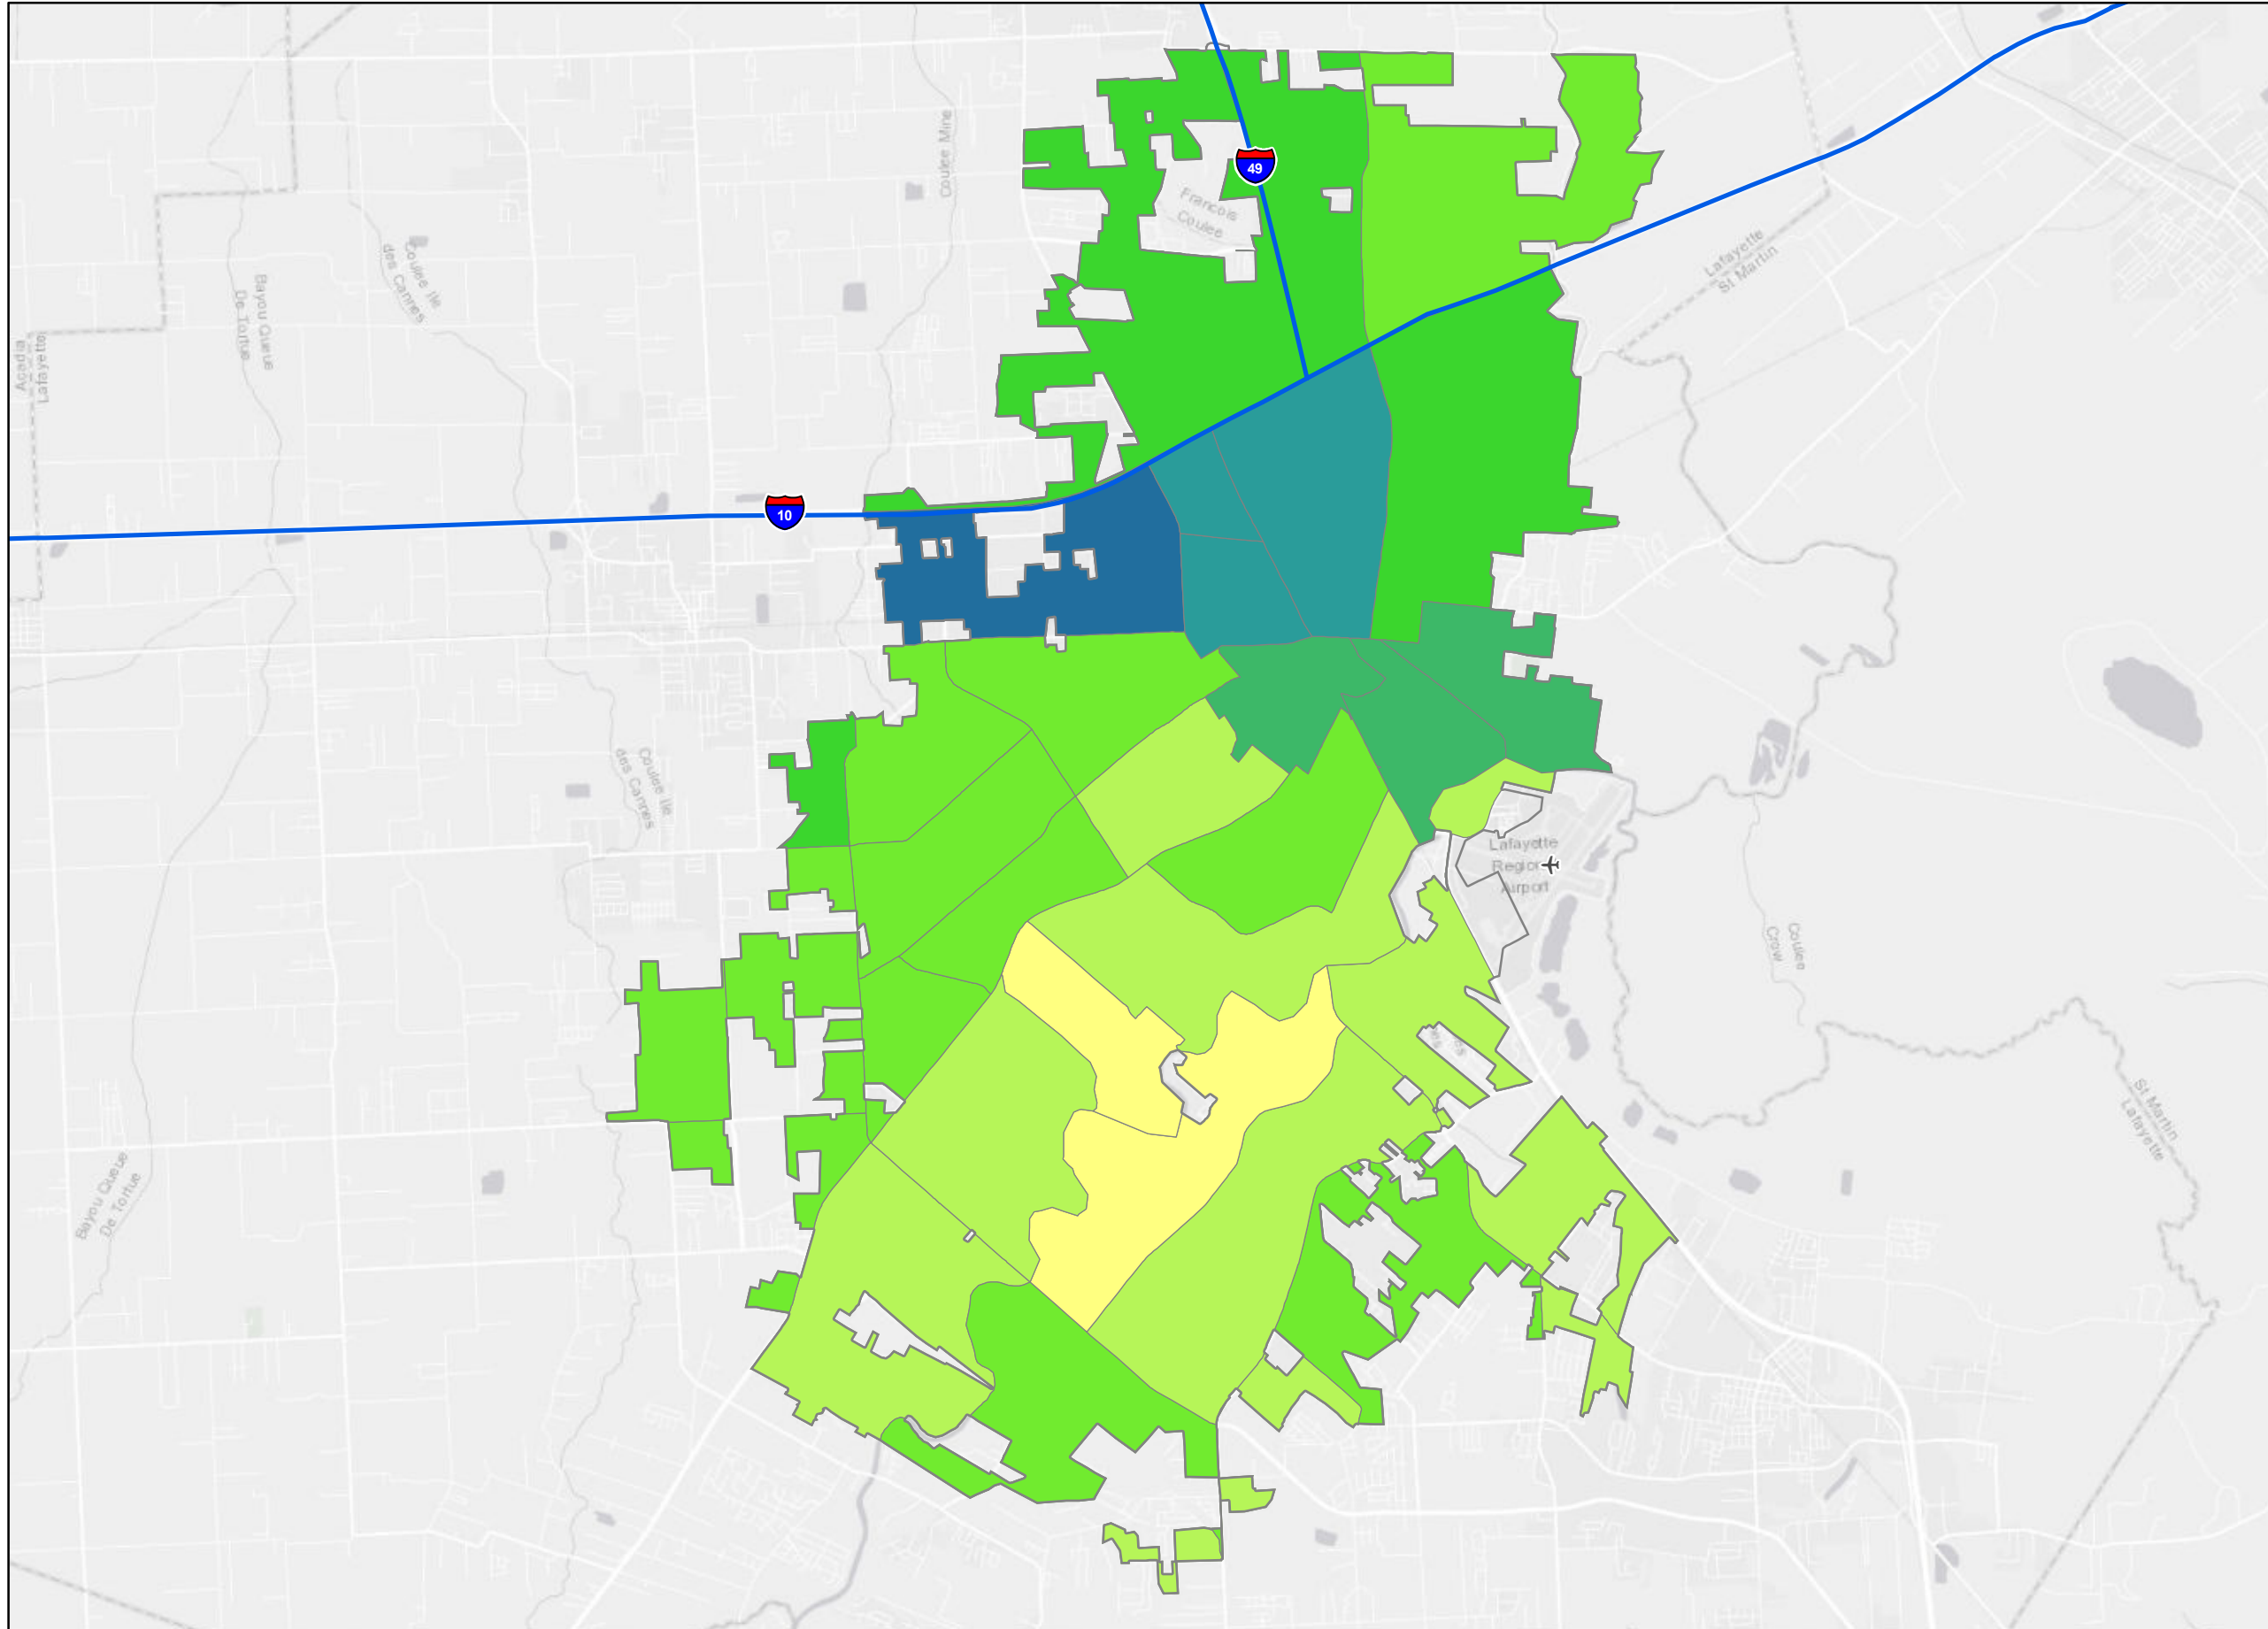 Coulee Mine
49
Francois
Coulee
Lafayette
St Martin
Coulee Ile
des Cannes
Bayou Queue
De Tortue
Acadia
Lafayette
10
Coulee Ile
des Cannes
Lafayette
Regional
Airport
Coulee
Crow
St Martin
Lafayette
Bayou Queue
De Tortue